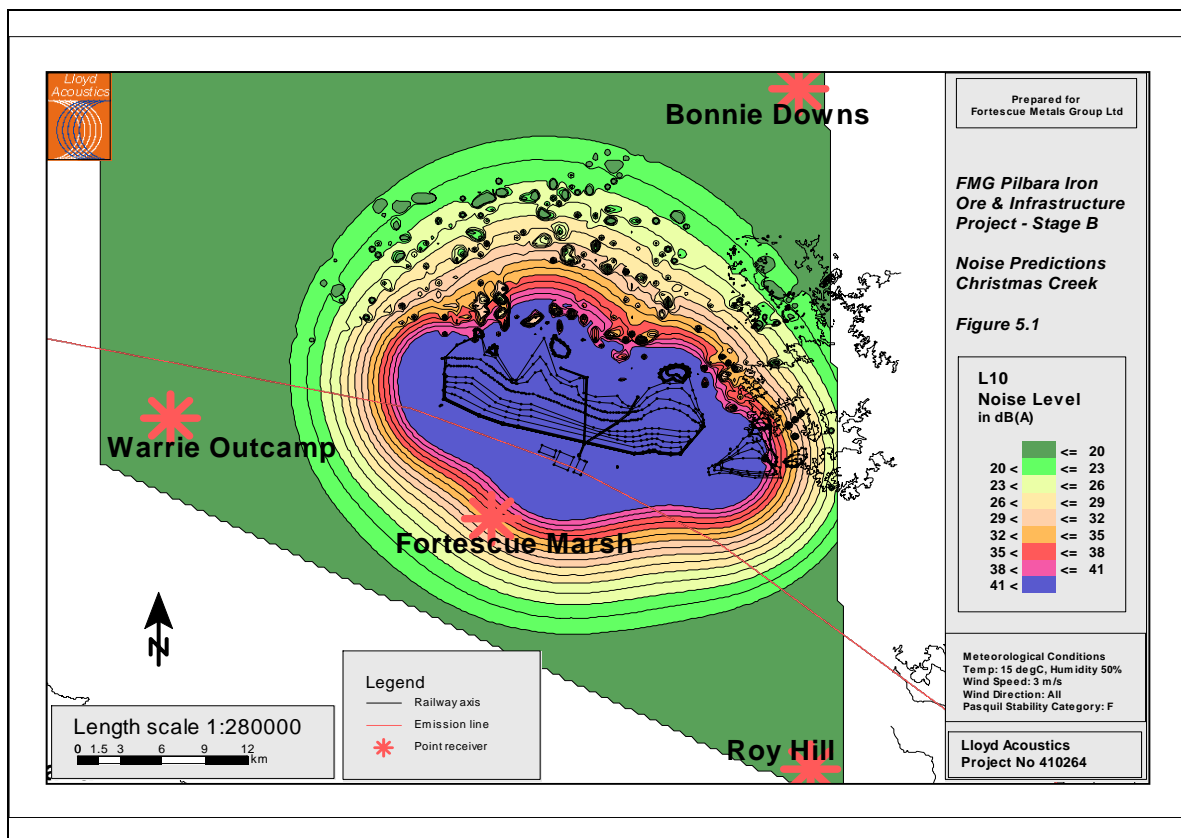 Lloyd
Acoustics
Bonnie Downs
Warrie Outcamp
Fortescue Marsh
Roy Hill
N
Length scale 1:280000
0 1.5 3 6 9 12
km
Legend
Railway axis
Emission line
Point receiver
Prepared for
Fortescue Metals Group Ltd
FMG Pilbara Iron
Ore & Infrastructure
Project - Stage B
Noise Predictions
Christmas Creek
Figure 5.1
L10
Noise Level
in dB(A)
<= 20
20 < <= 23
23 < <= 26
26 < <= 29
29 < <= 32
32 < <= 35
35 < <= 38
38 < <= 41
41 <
Meteorological Conditions
Temp: 15 degC, Humidity 50%
Wind Speed: 3 m/s
Wind Direction: All
Pasquil Stability Category: F
Lloyd Acoustics
Project No 410264